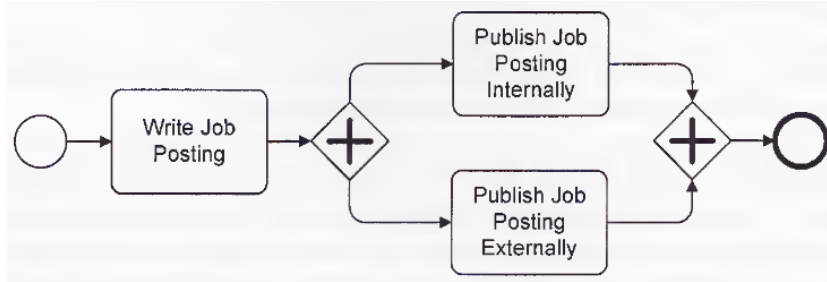 Write Job
Posting
Publish Job
Posting
Internally
Publish Job
Posting
Externally